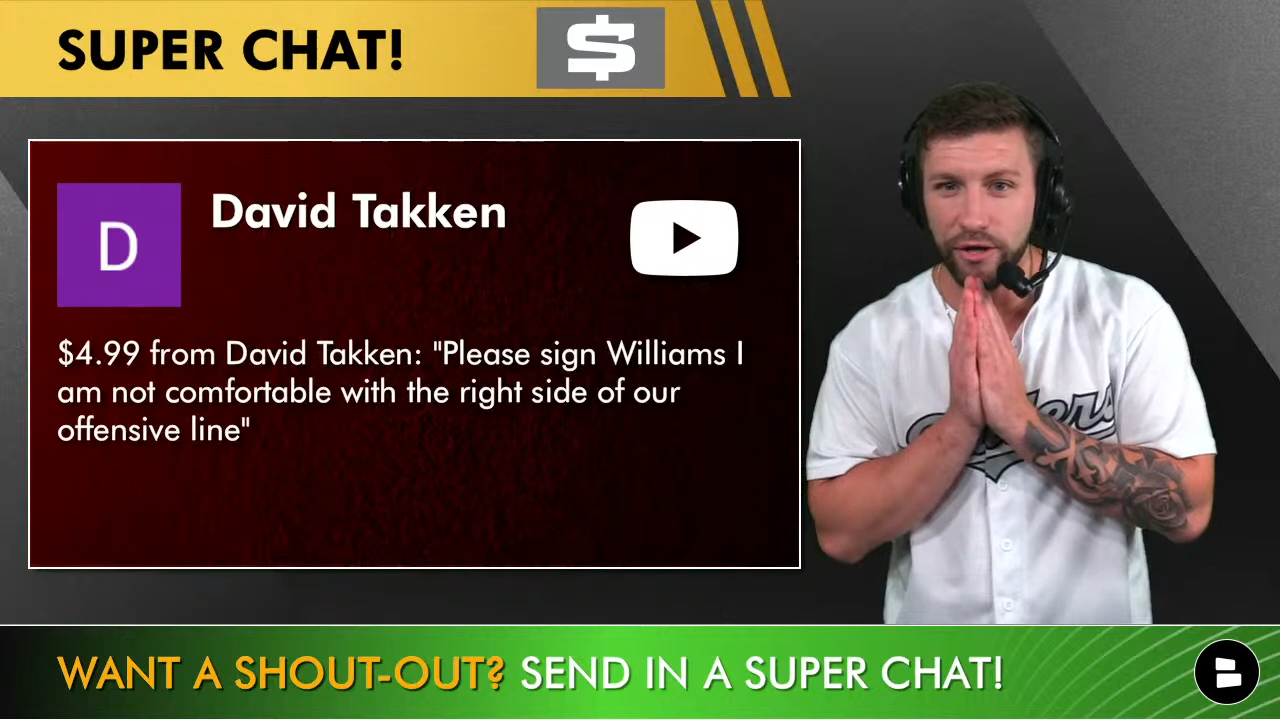 SUPER CHAT!
$
D
David Takken
$4.99 from David Takken: "Please sign Williams I
am not comfortable with the right side of our
offensive line"
WANT A SHOUT-OUT? SEND IN A SUPER CHAT!